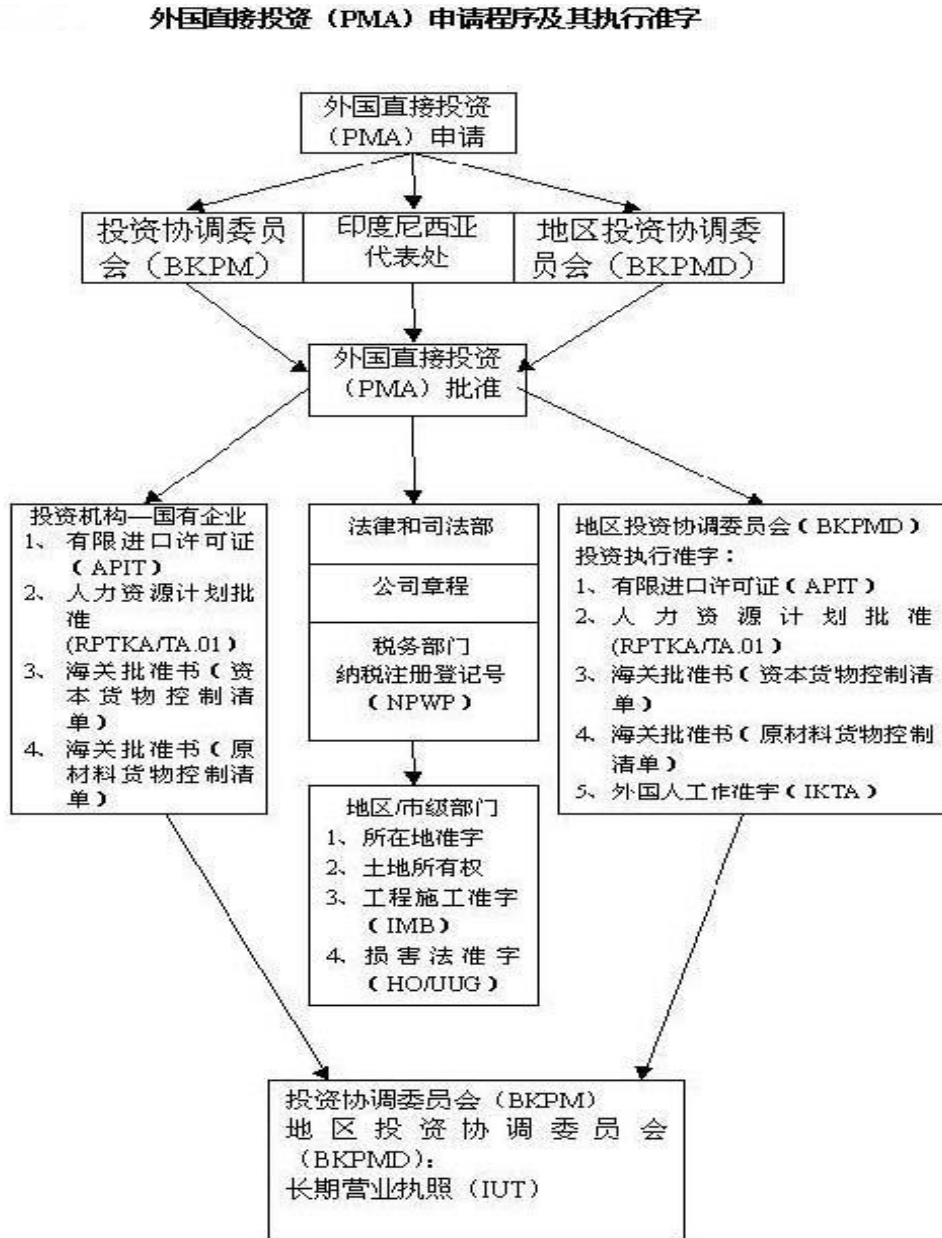 外国直接投资（PMA）申请程序及其执行准字
外国直接投资
（PMA）申请
投资协调委员
会（BKPM）
印度尼西亚
代表处
地区投资协调委
员会（BKPMD）
外国直接投资
（PMA）批准
投资机构—国有企业
1、有限进口许可证
（APIT）
2、人力资源计划批
准
(RPTKA/TA.01)
3、海关批准书（资
本货物控制清
单）
4、海关批准书（原
材料货物控制清
单）
法律和司法部
公司章程
税务部门
纳税注册登记号
（NPWP）
地区/市级部门
1、所在地准字
2、土地所有权
3、工程施工准字
（IMB）
4、损害法准字
（HO/UUG）
地区投资协调委员会（BKPMD）
投资执行准字：
1、有限进口许可证（APIT）
2、人力资源计划批准
(RPTKA/TA.01)
3、海关批准书（资本货物控制清
单）
4、海关批准书（原材料货物控制
清单）
5、外国人工作准字（IKTA）
投资协调委员会（BKPM）
地区投资协调委员会
（BKPMD）：
长期营业执照（IUT）